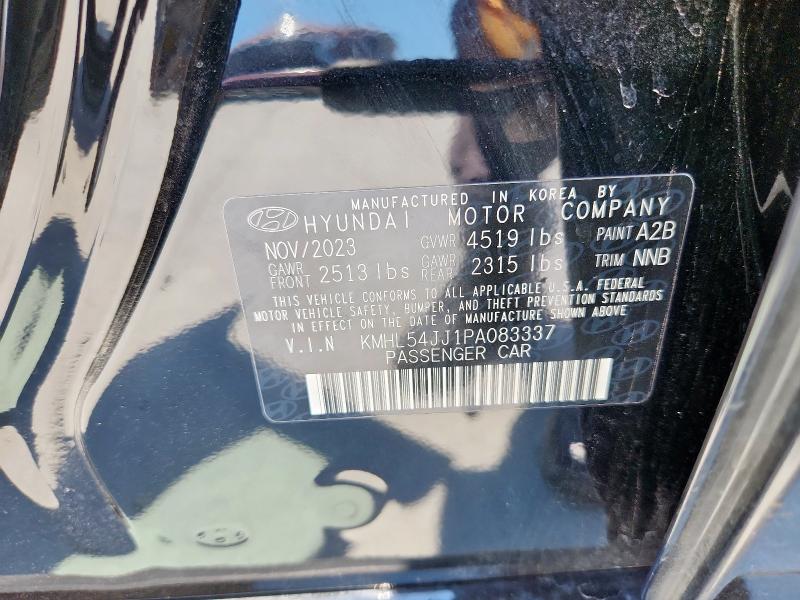 MANUFACTURED IN KOREA BY
HYUNDAI MOTOR COMPANY
NOV/2023 GVWR 4519 lbs PAINT A2B
GAWR FRONT 2513 lbs GAWR REAR 2315 lbs TRIM NNB
THIS VEHICLE CONFORMS TO ALL APPLICABLE U.S.A. FEDERAL
MOTOR VEHICLE SAFETY, BUMPER, AND THEFT PREVENTION STANDARDS
IN EFFECT ON THE DATE OF MANUFACTURE SHOWN ABOVE
V.I.N KMHL54JJ1PA083337
PASSENGER CAR